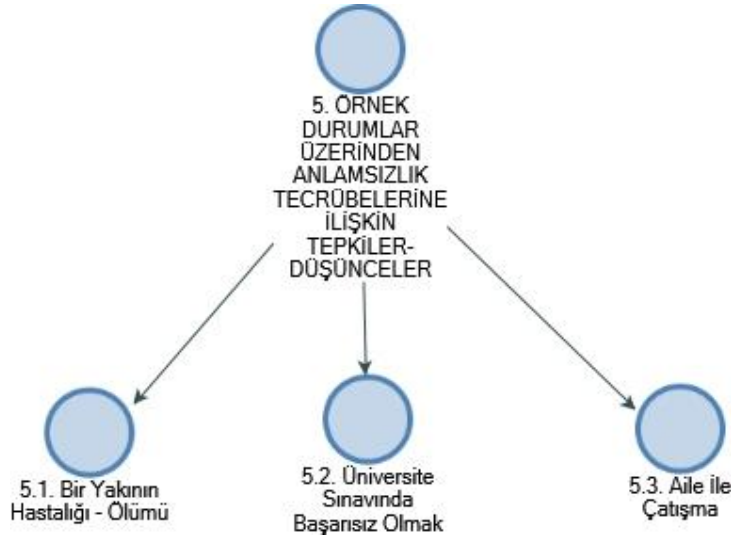 5. ÖRNEK
DURUMLAR
ÜZERİNDEN
ANLAMSIZLIK
TECRÜBELERİNE
İLİŞKİN
TEPKİLER-
DÜŞÜNCELER
5.1. Bir Yakının
Hastalığı - Ölümü
5.2. Üniversite
Sınavında
Başarısız Olmak
5.3. Aile İle
Çatışma